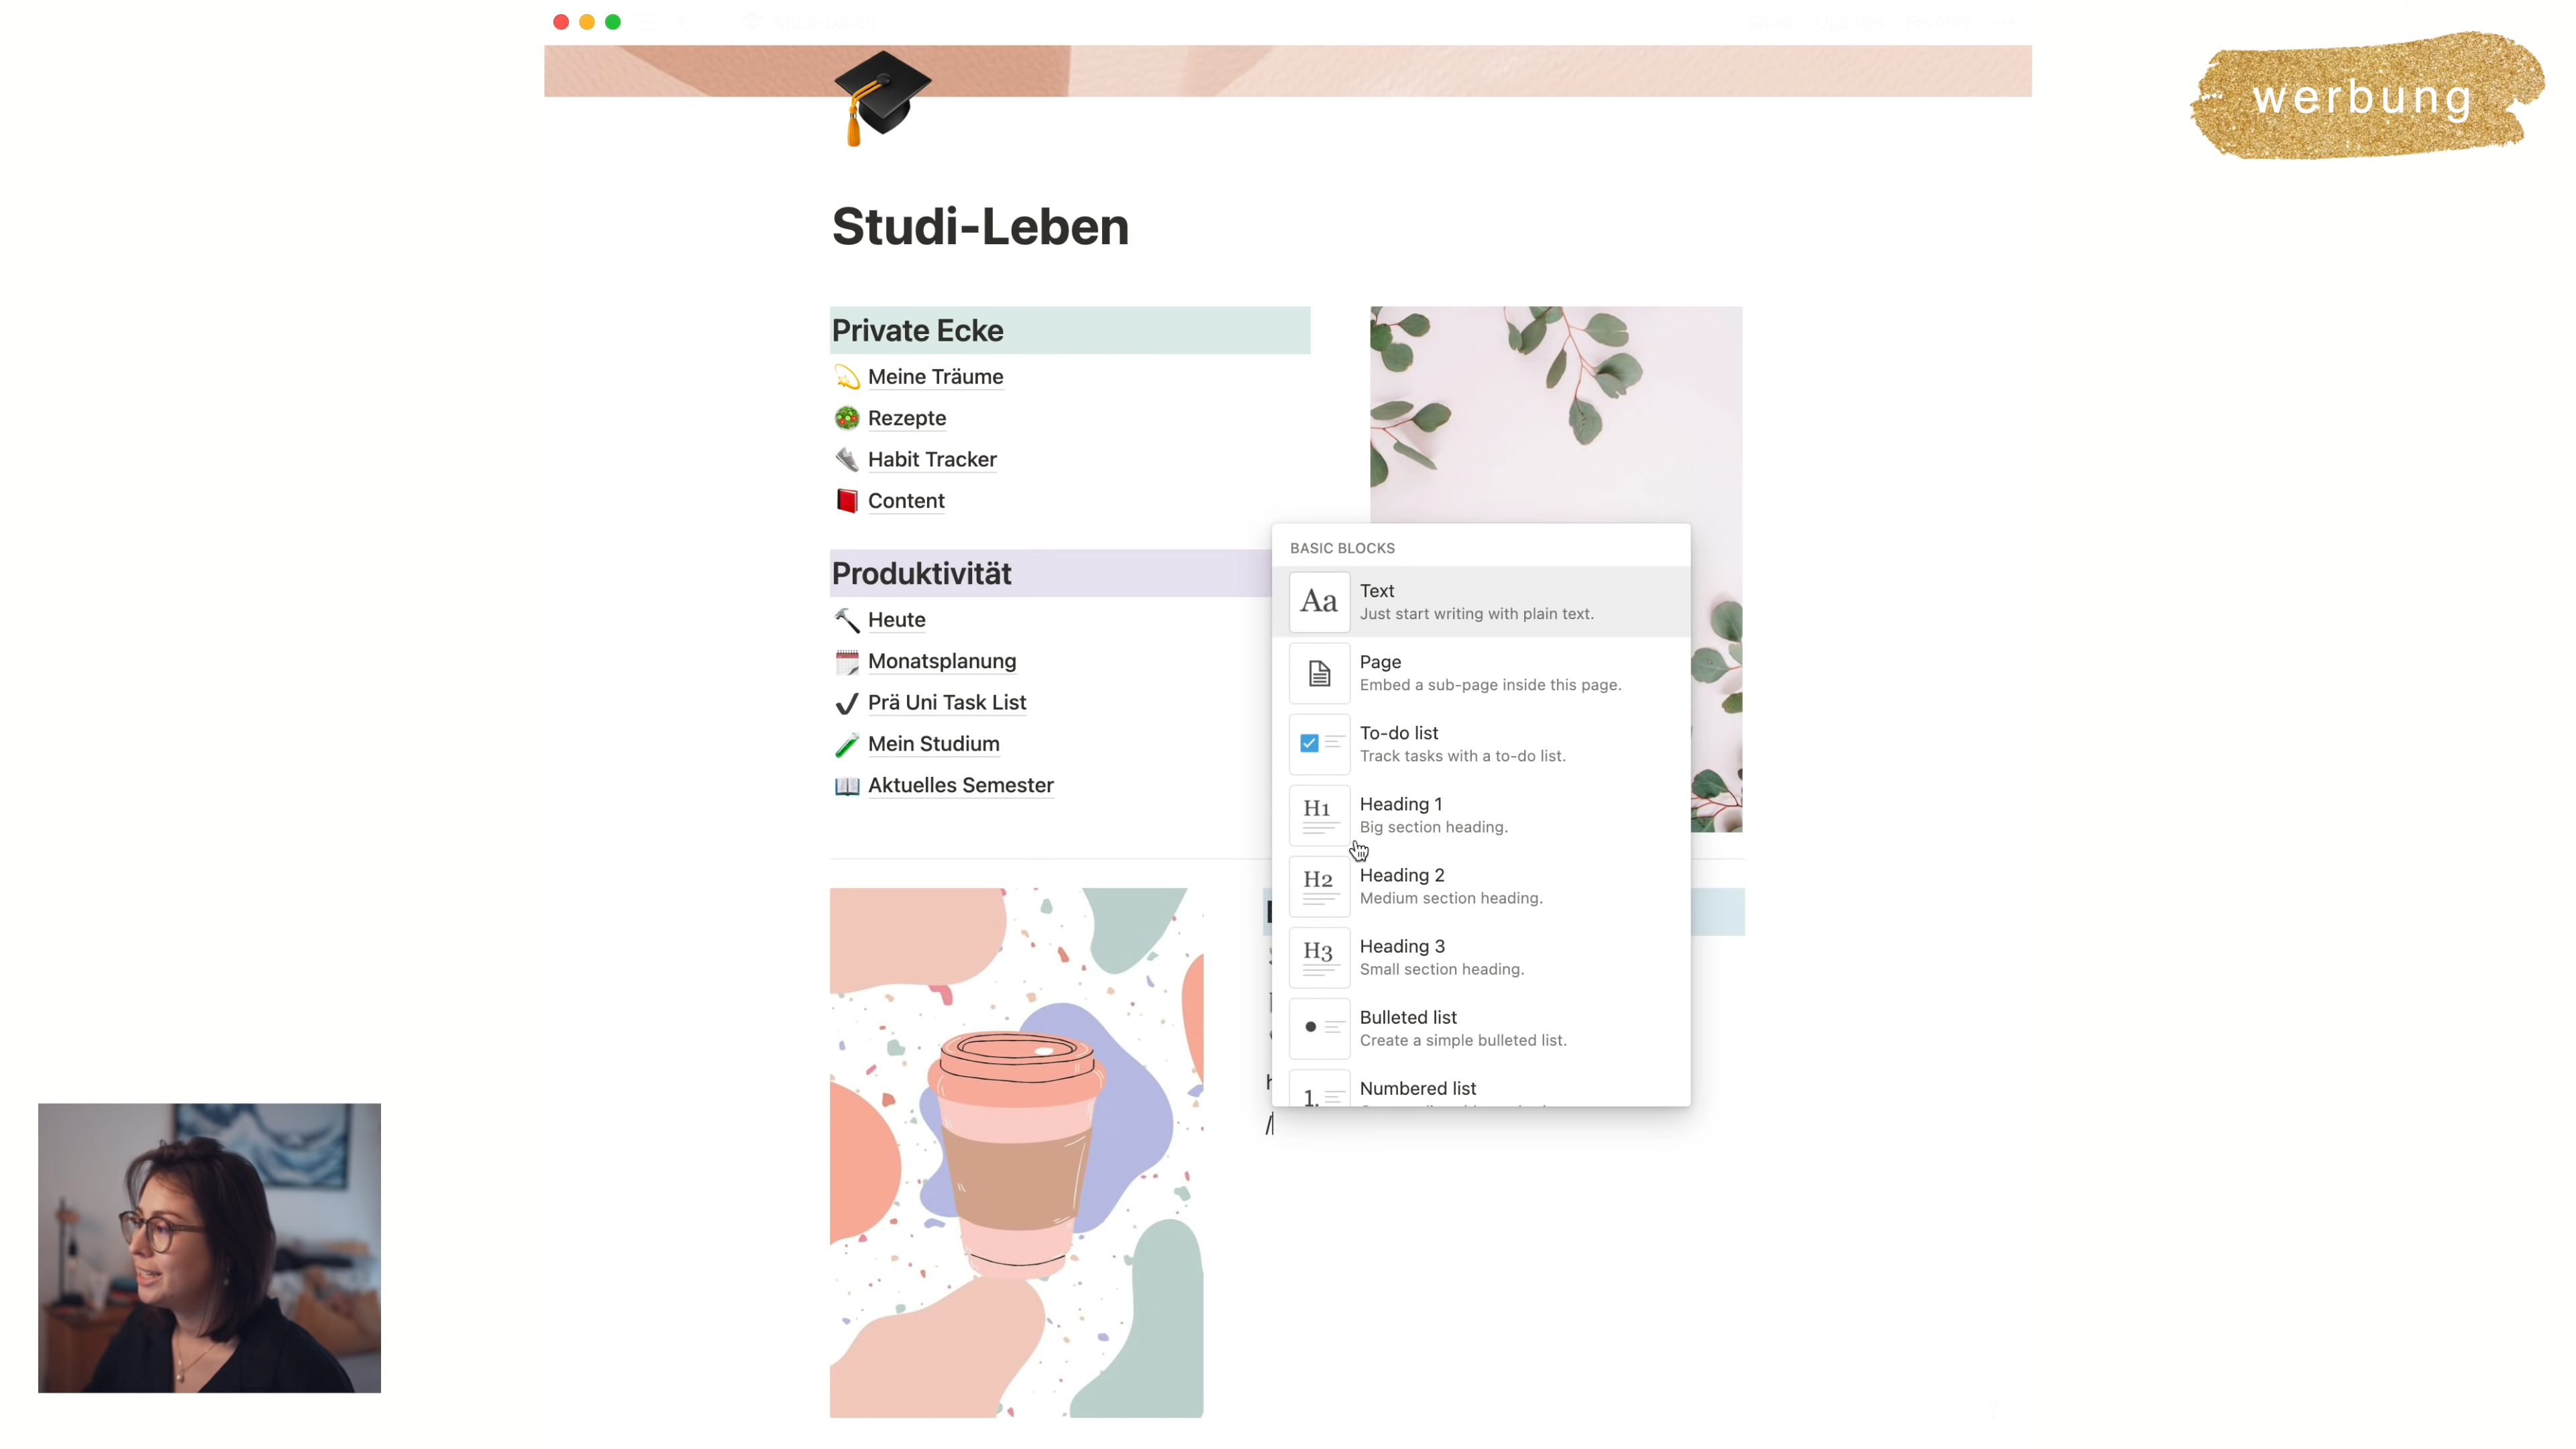 werbung
Studi-Leben
Private Ecke
Meine Träume
Rezepte
Habit Tracker
Content
Produktivität
Heute
Monatsplanung
Prä Uni Task List
Mein Studium
Aktuelles Semester
BASIC BLOCKS
Aa
Text
Just start writing with plain text.
Page
Embed a sub-page inside this page.
To-do list
Track tasks with a to-do list.
H1
Heading 1
Big section heading.
H2
Heading 2
Medium section heading.
H3
Heading 3
Small section heading.
Bulleted list
Create a simple bulleted list.
1.
Numbered list
/